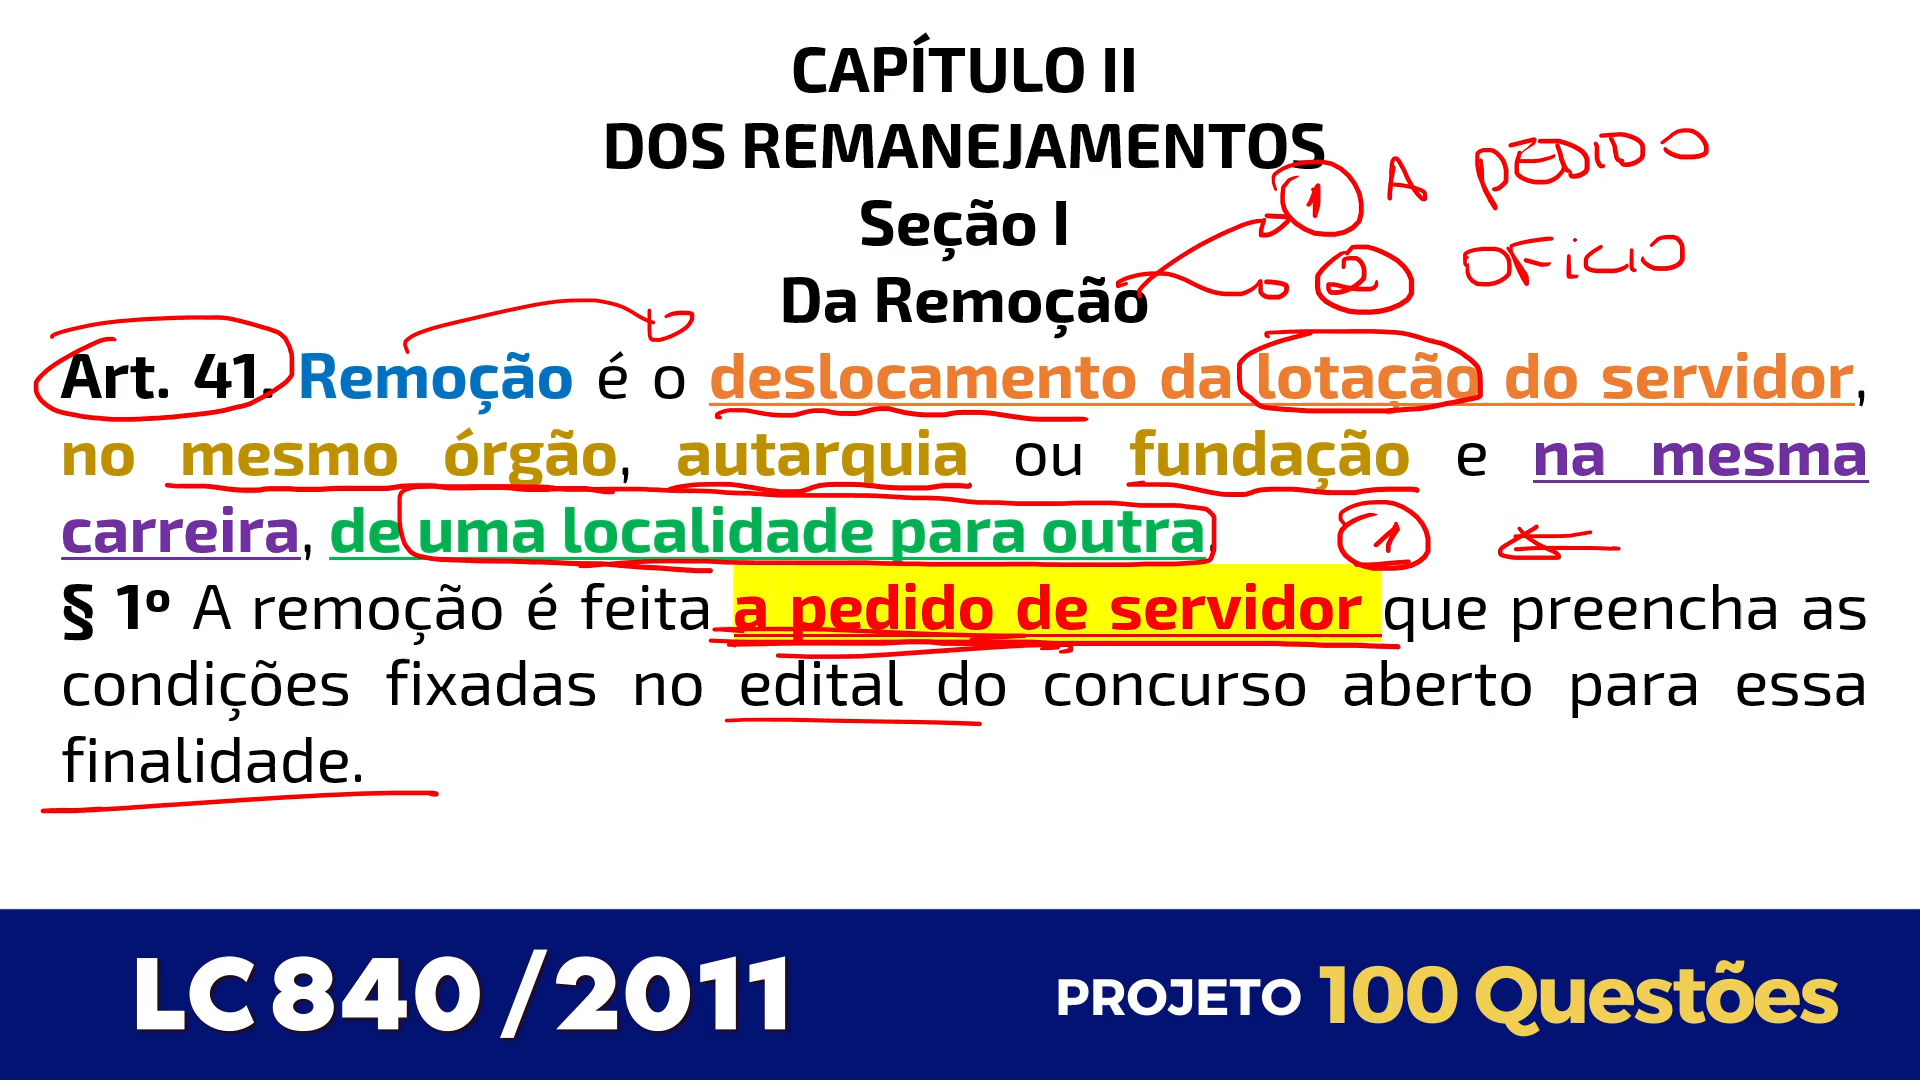 CAPÍTULO II
DOS REMANEJAMENTOS
1 A PEDIDO
Seção I
2 OFICIO
Da Remoção
Art. 41. Remoção é o deslocamento da lotação do servidor,
no mesmo órgão, autarquia ou fundação e na mesma
carreira, de uma localidade para outra.
1
§ 1º A remoção é feita a pedido de servidor que preencha as
condições fixadas no edital do concurso aberto para essa
finalidade.
LC 840 / 2011
PROJETO 100 Questões